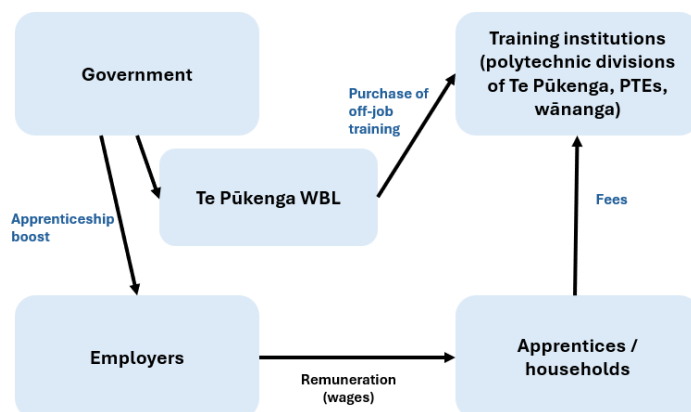 Government
Training institutions
(polytechnic divisions
of Te Pūkenga, PTEs,
wānanga)
Purchase of
off-job
training
Te Pūkenga WBL
Apprenticeship
boost
Fees
Employers
Remuneration
(wages)
Apprentices /
households